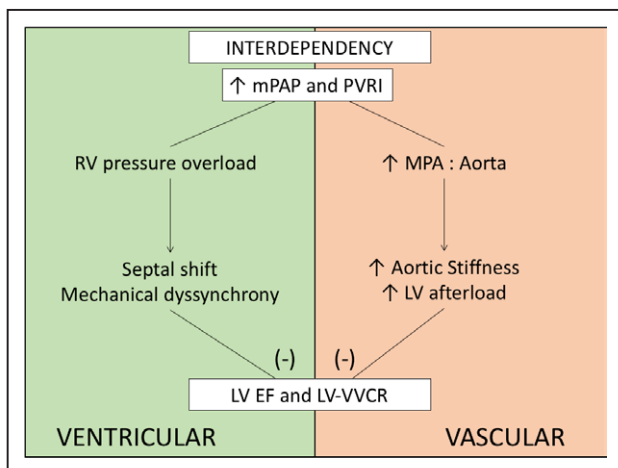 INTERDEPENDENCY
↑ mPAP and PVRI
RV pressure overload
↑ MPA : Aorta
Septal shift
Mechanical dyssynchrony
↑ Aortic Stiffness
↑ LV afterload
(-)
(-)
LV EF and LV-VVCR
VENTRICULAR
VASCULAR